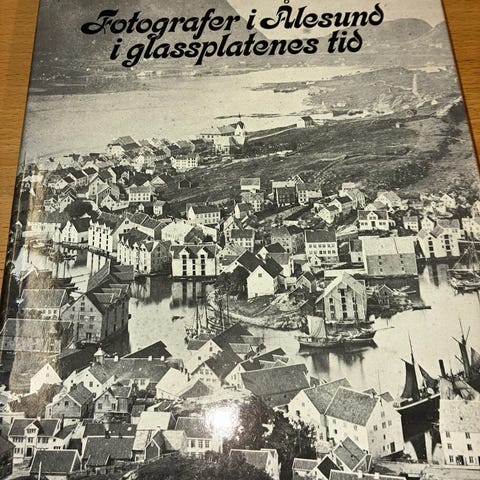 Fotografer i Ålesund
i glassplatenes tid